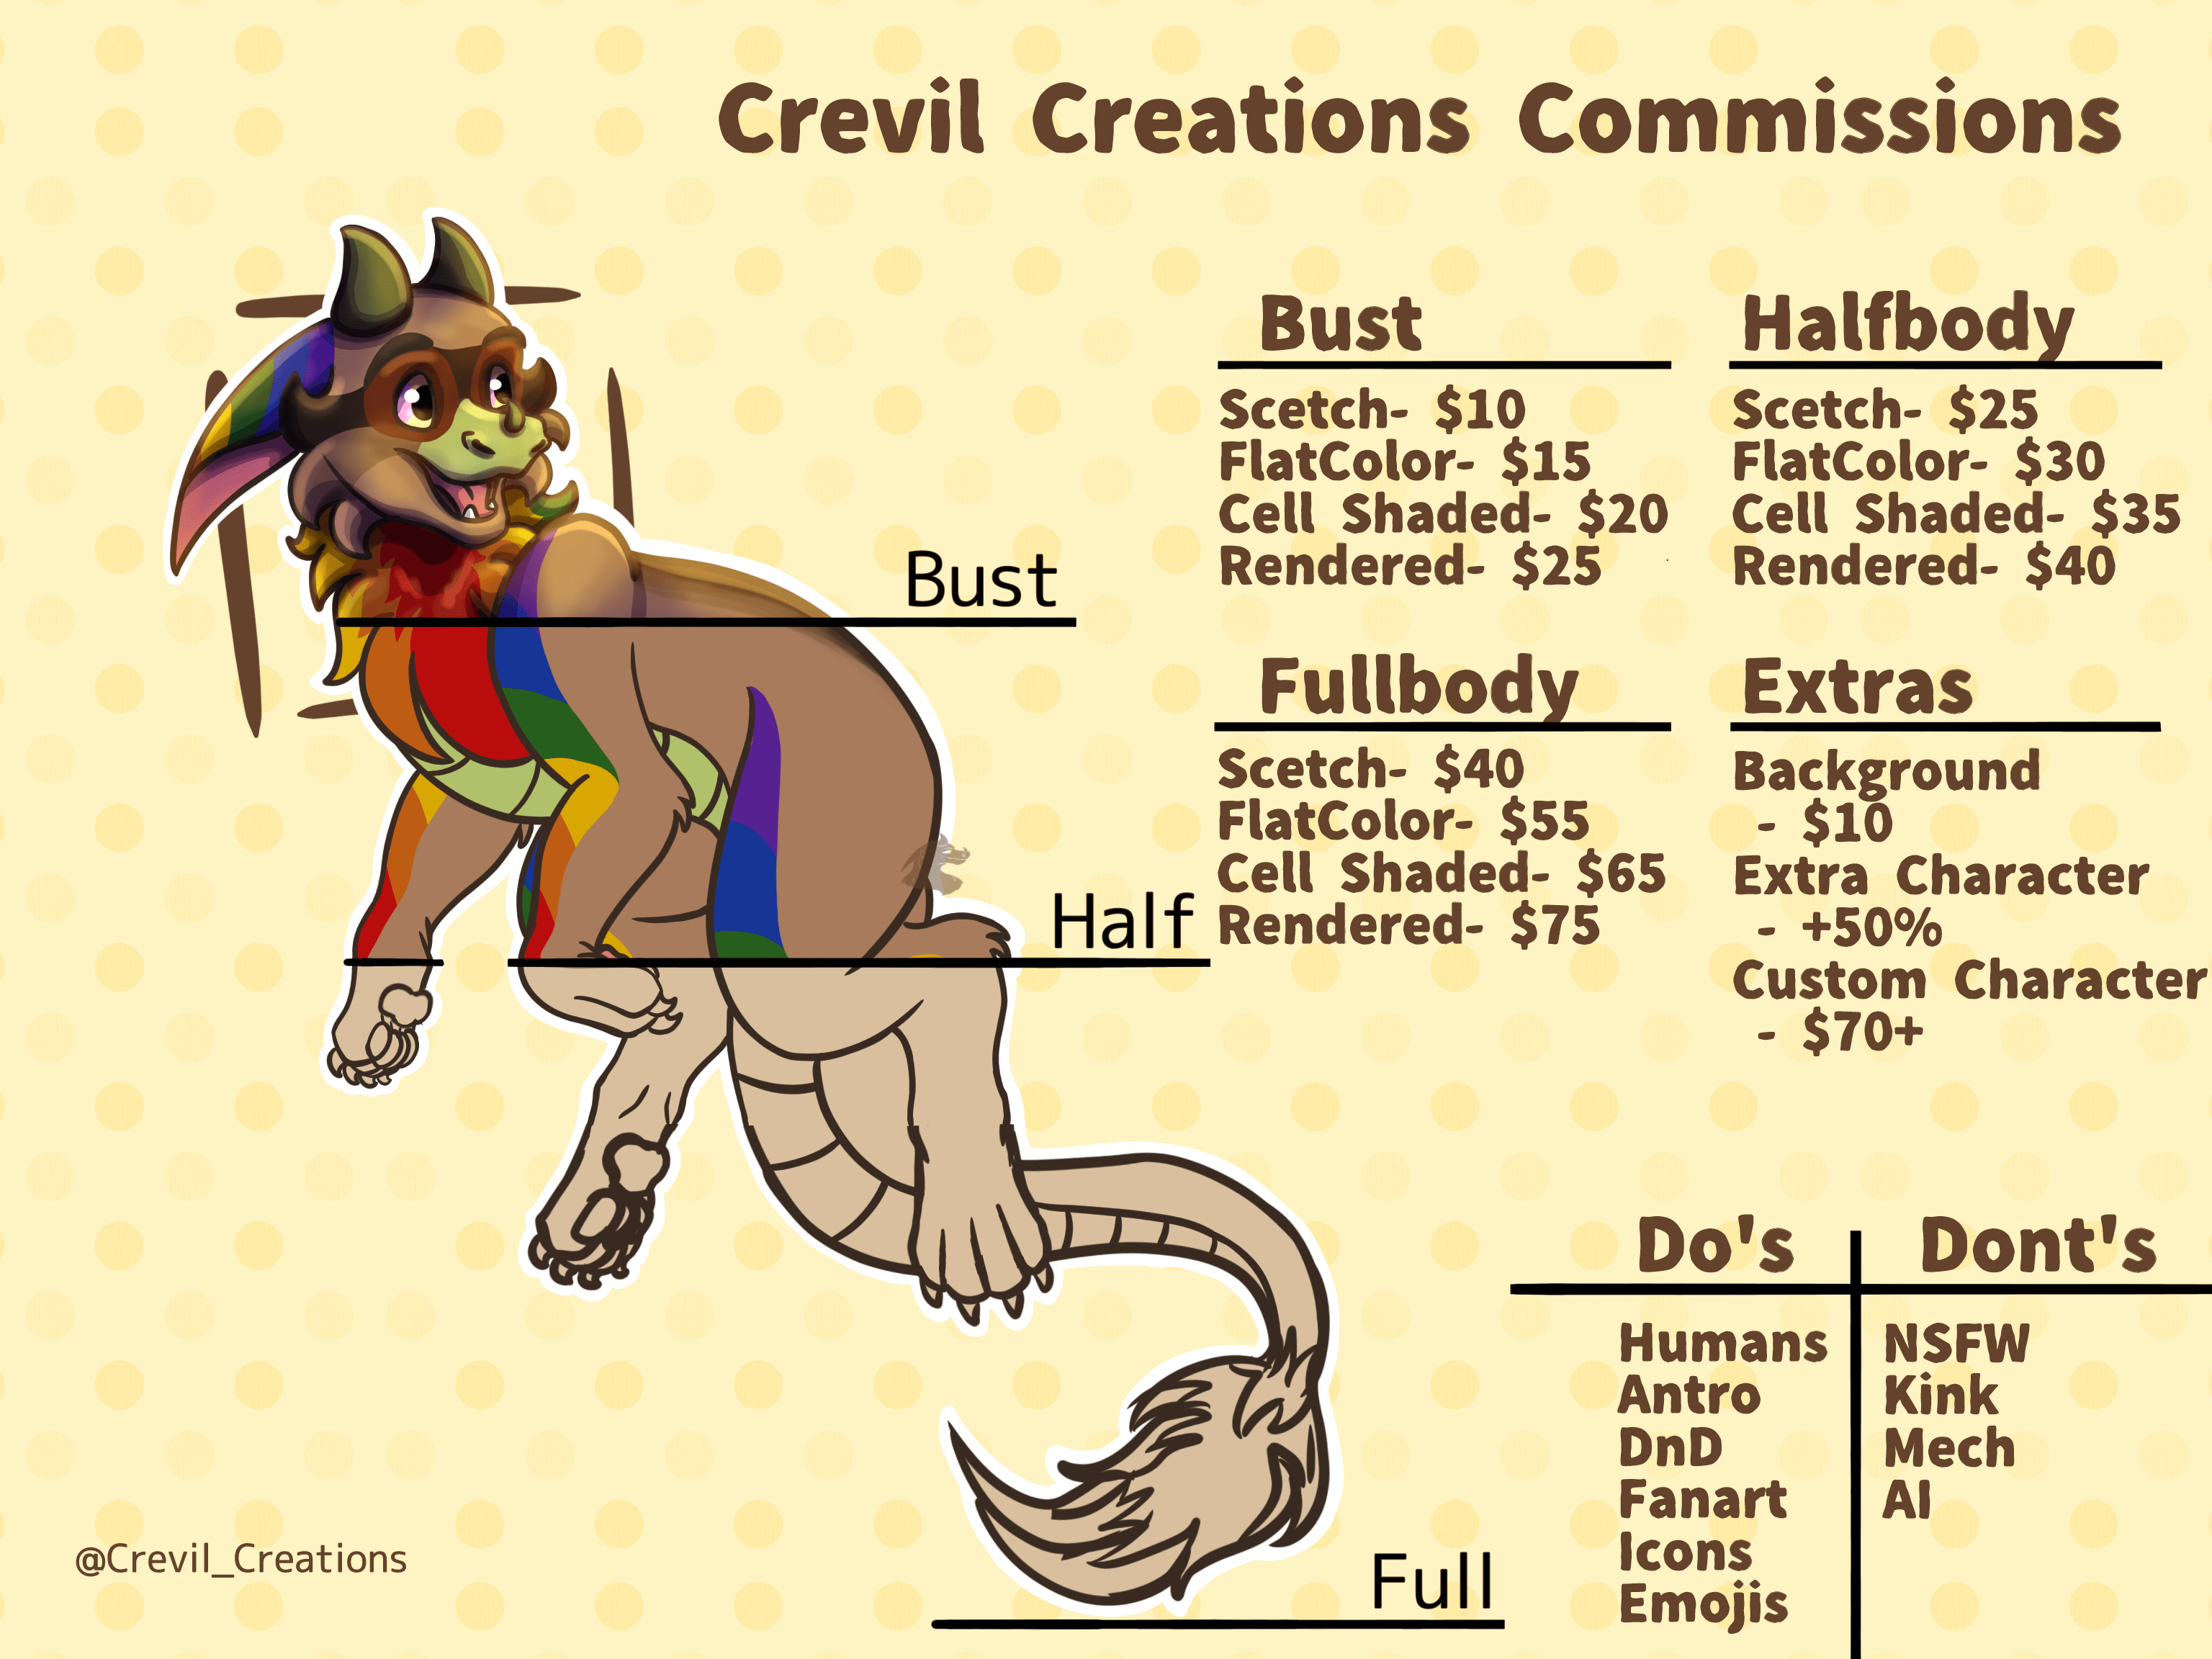 Crevil Creations Commissions
Bust
Scetch- $10
FlatColor- $15
Cell Shaded- $20
Rendered- $25
Halfbody
Scetch- $25
FlatColor- $30
Cell Shaded- $35
Rendered- $40
Fullbody
Scetch- $40
FlatColor- $55
Cell Shaded- $65
Rendered- $75
Extras
Background
- $10
Extra Character
- +50%
Custom Character
- $70+
Bust
Half
Full
Do's
Humans
Antro
DnD
Fanart
Icons
Emojis
Dont's
NSFW
Kink
Mech
AI
@Crevil_Creations